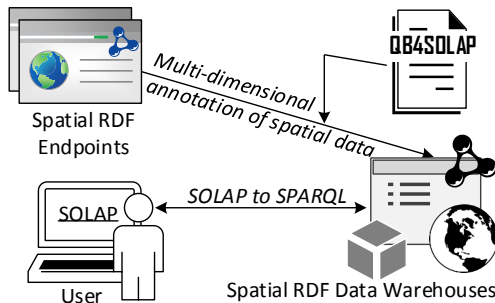 QB4SOLAP
Multi-dimensional
annotation of spatial data
Spatial RDF
Endpoints
SOLAP to SPARQL
SOLAP
User
Spatial RDF Data Warehouses